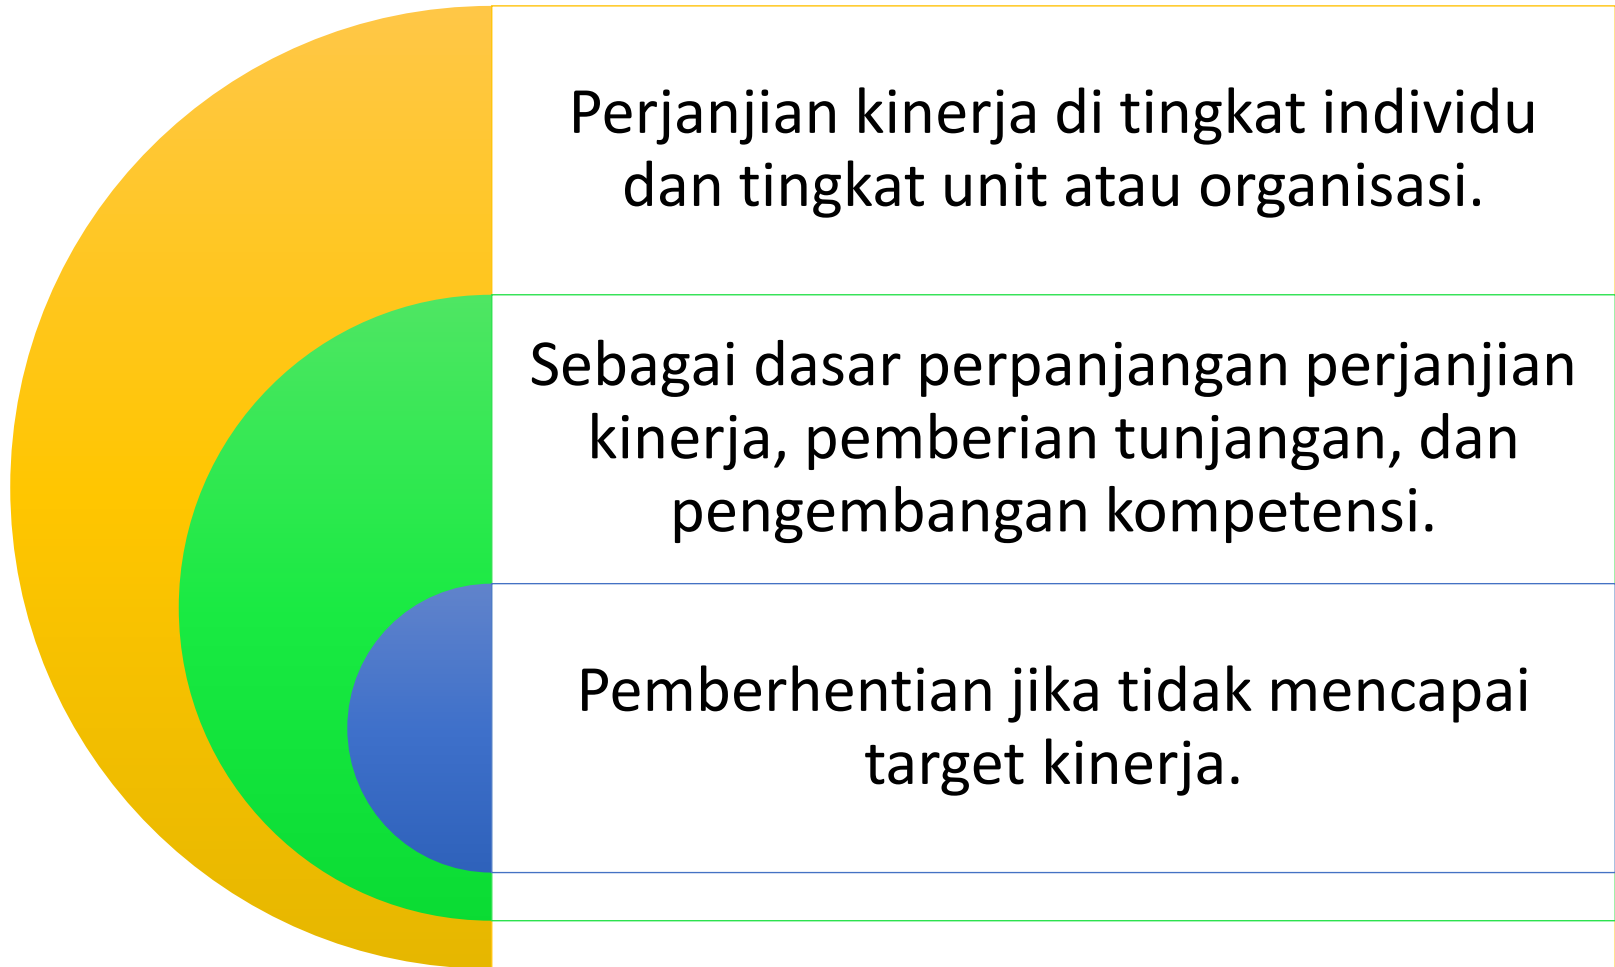 Perjanjian kinerja di tingkat individu
dan tingkat unit atau organisasi.
Sebagai dasar perpanjangan perjanjian
kinerja, pemberian tunjangan, dan
pengembangan kompetensi.
Pemberhentian jika tidak mencapai
target kinerja.